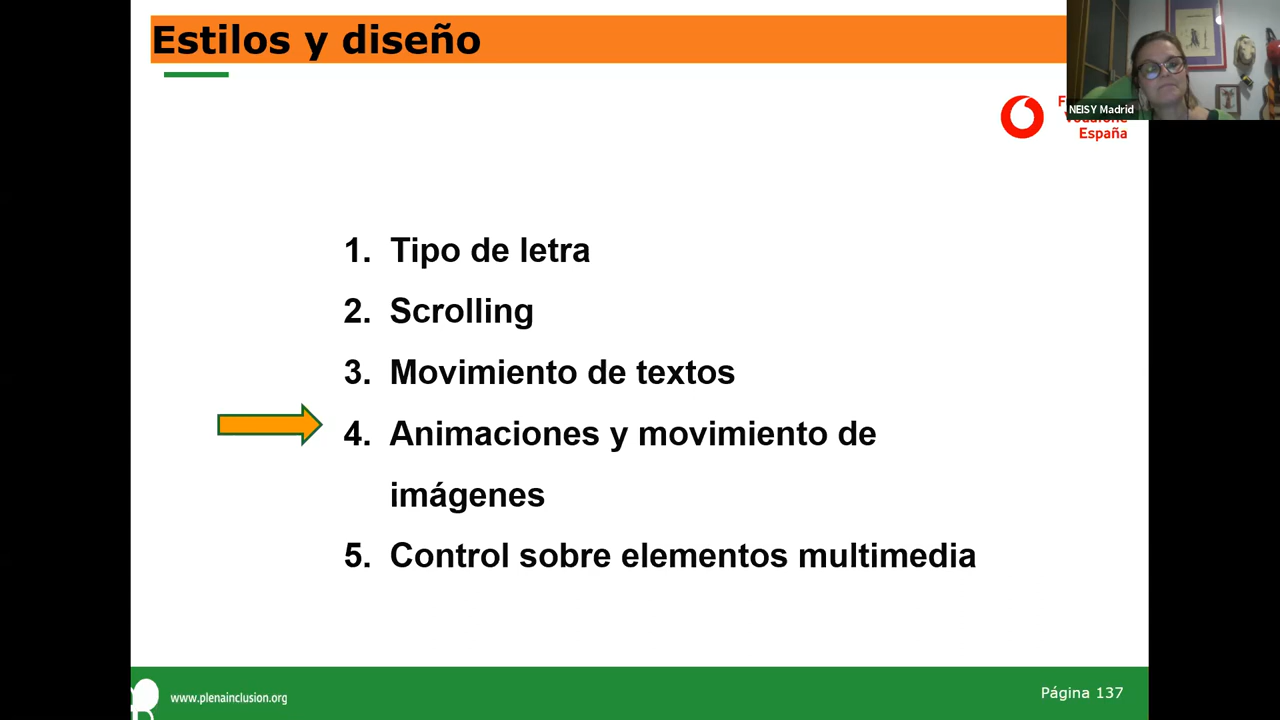 Estilos y diseño
NEISY Madrid
Vodafone
España
1. Tipo de letra
2. Scrolling
3. Movimiento de textos
4. Animaciones y movimiento de
imágenes
5. Control sobre elementos multimedia
www.plenainclusion.org
Página 137